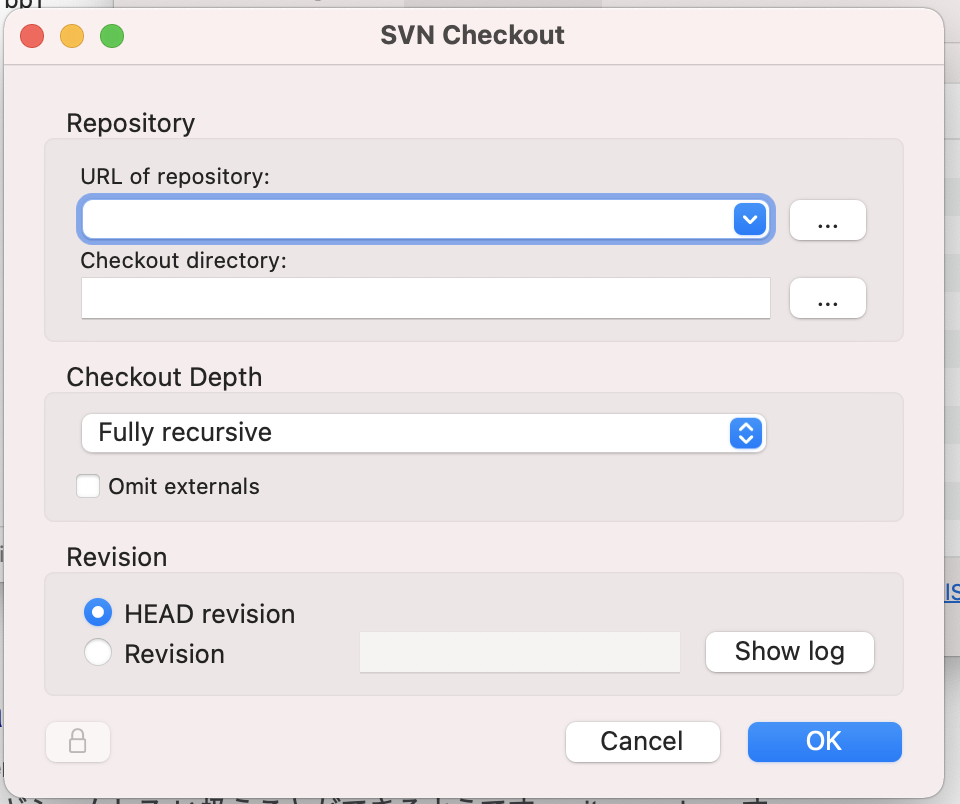 SVN Checkout
Repository
URL of repository:
...
Checkout directory:
...
Checkout Depth
Fully recursive
Omit externals
Revision
HEAD revision
Revision
Show log
Cancel
OK